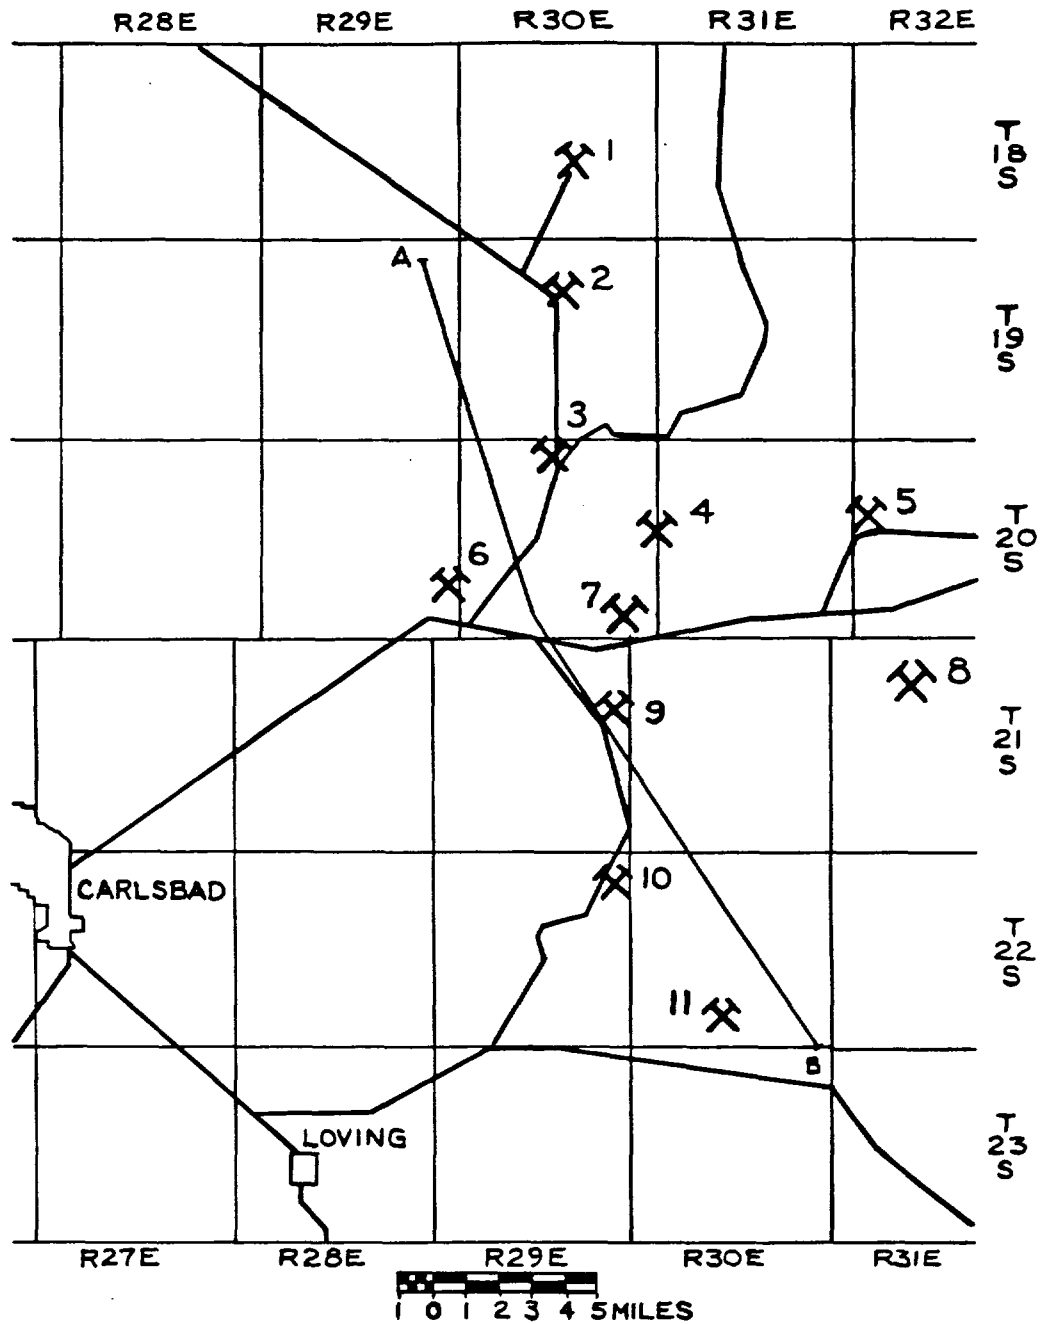 R28E R29E R30E R31E R32E
1
T
18
S
A
2
T
19
S
3
4
5
T
20
S
6
7
8
9
T
21
S
10
CARLSBAD
T
22
S
11
B
LOVING
T
23
S
R27E R28E R29E R30E R31E
1 0 1 2 3 4 5 MILES